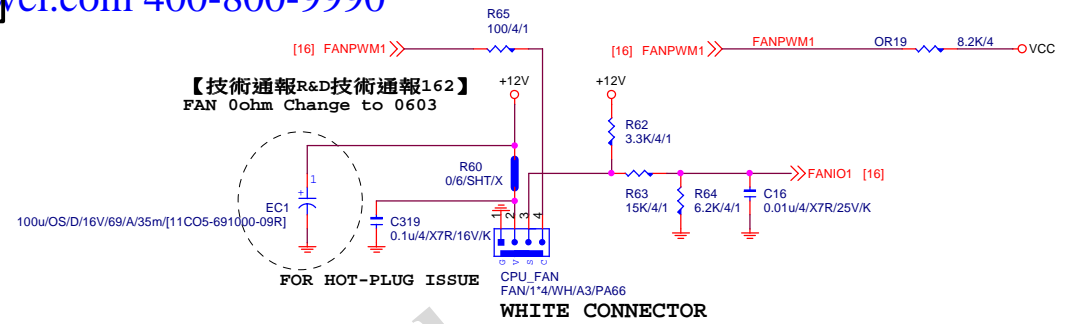 ]
ver.com 400-800-9990
R65
100/4/1
[16] FANPWM1
[16] FANPWM1
FANPWM1
OR19
8.2K/4
VCC
【技術通報R&D技術通報162】
FAN 0ohm Change to 0603
+12V
+12V
R62
3.3K/4/1
R60
0/6/SHT/X
FANIO1 [16]
R63
15K/4/1
R64
6.2K/4/1
C16
0.01u/4/X7R/25V/K
1
+
EC1
100u/OS/D/16V/69/A/35m/[11CO5-691000-09R]
C319
0.1u/4/X7R/16V/K
1
2
3
4
G
V
S
C
FOR HOT-PLUG ISSUE
CPU_FAN
FAN/1*4/WH/A3/PA66
WHITE CONNECTOR